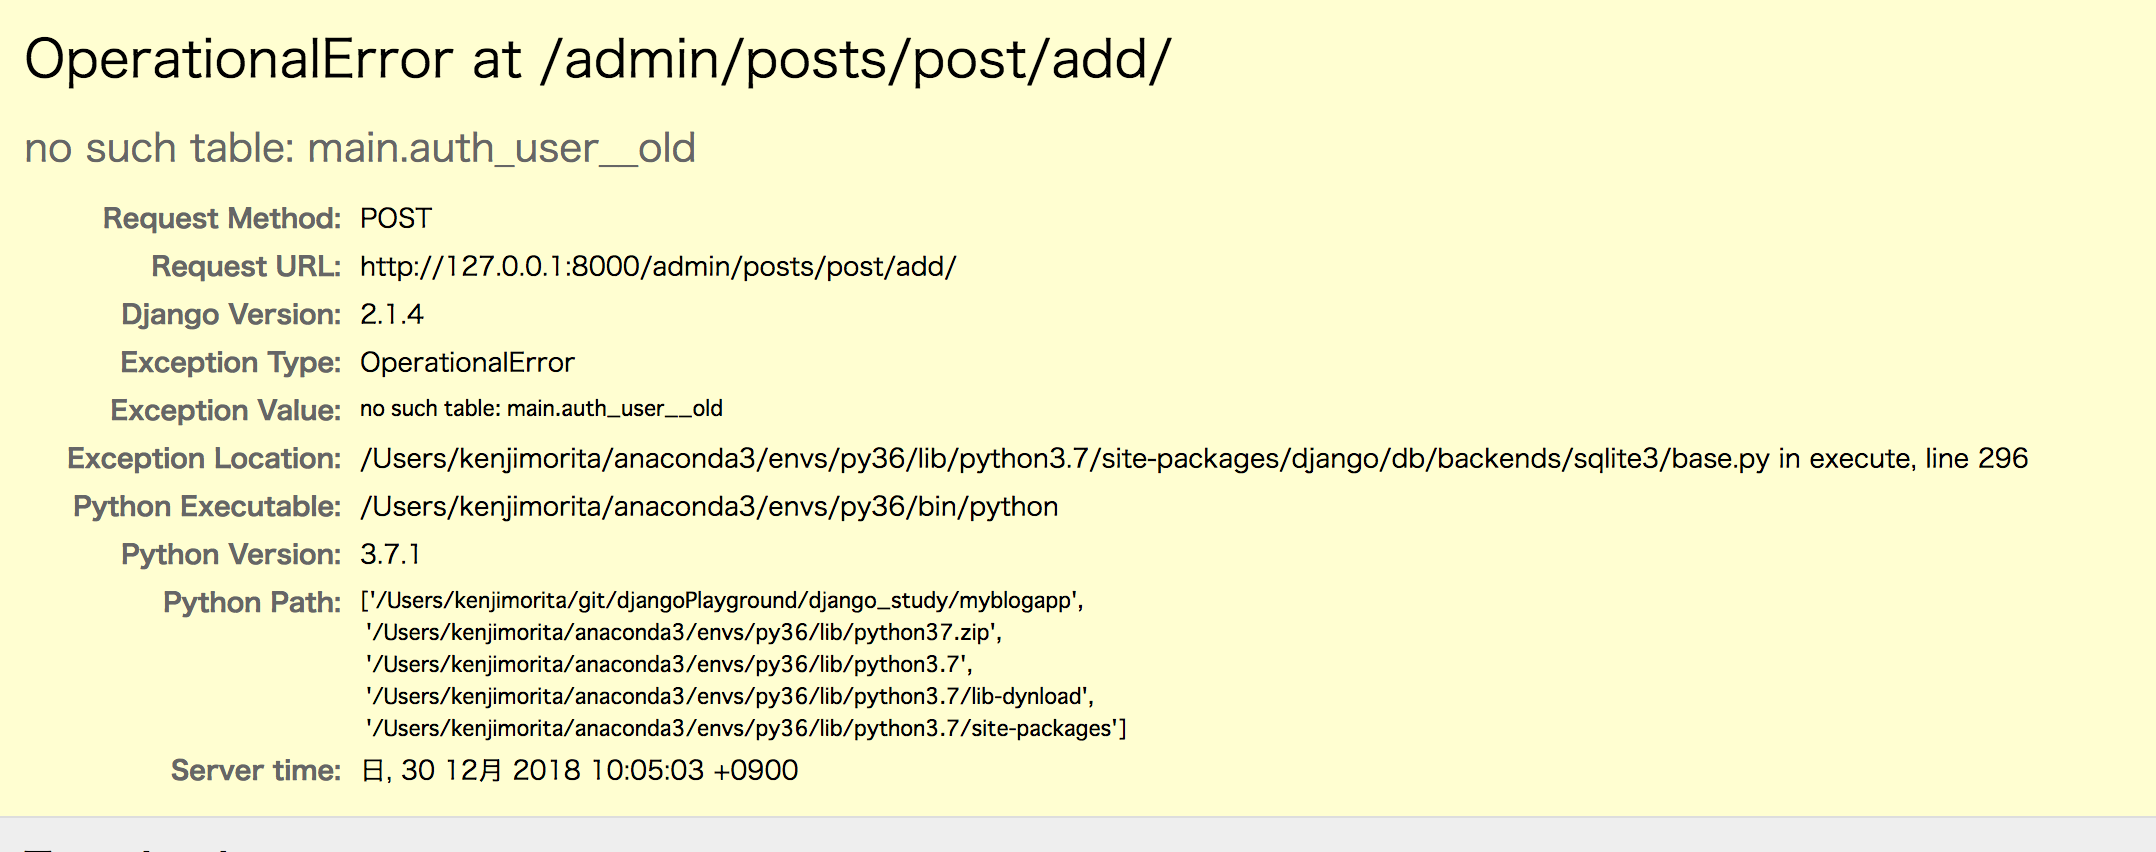 OperationalError at /admin/posts/post/add/
no such table: main.auth_user__old
Request Method: POST
Request URL: http://127.0.0.1:8000/admin/posts/post/add/
Django Version: 2.1.4
Exception Type: OperationalError
Exception Value: no such table: main.auth_user__old
Exception Location: /Users/kenjimorita/anaconda3/envs/py36/lib/python3.7/site-packages/django/db/backends/sqlite3/base.py in execute, line 296
Python Executable: /Users/kenjimorita/anaconda3/envs/py36/bin/python
Python Version: 3.7.1
Python Path: ['/Users/kenjimorita/git/djangoPlayground/django_study/myblogapp',
'/Users/kenjimorita/anaconda3/envs/py36/lib/python37.zip',
'/Users/kenjimorita/anaconda3/envs/py36/lib/python3.7',
'/Users/kenjimorita/anaconda3/envs/py36/lib/python3.7/lib-dynload',
'/Users/kenjimorita/anaconda3/envs/py36/lib/python3.7/site-packages']
Server time: 日, 30 12月 2018 10:05:03 +0900